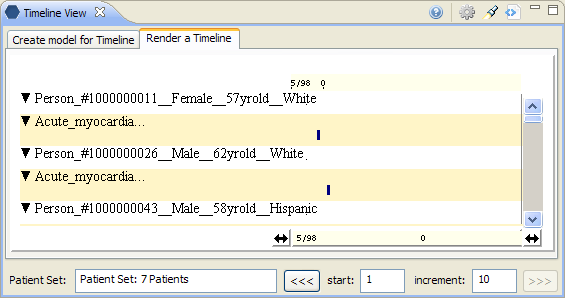 Timeline View
Create model for Timeline Render a Timeline
5/98 0
Person_#1000000011__Female__57yrold__White
Acute_myocardia...
Person_#1000000026__Male__62yrold__White
Acute_myocardia...
Person_#1000000043__Male__58yrold__Hispanic
5/98 0
Patient Set: Patient Set: 7 Patients <<< start: 1 increment: 10 >>>